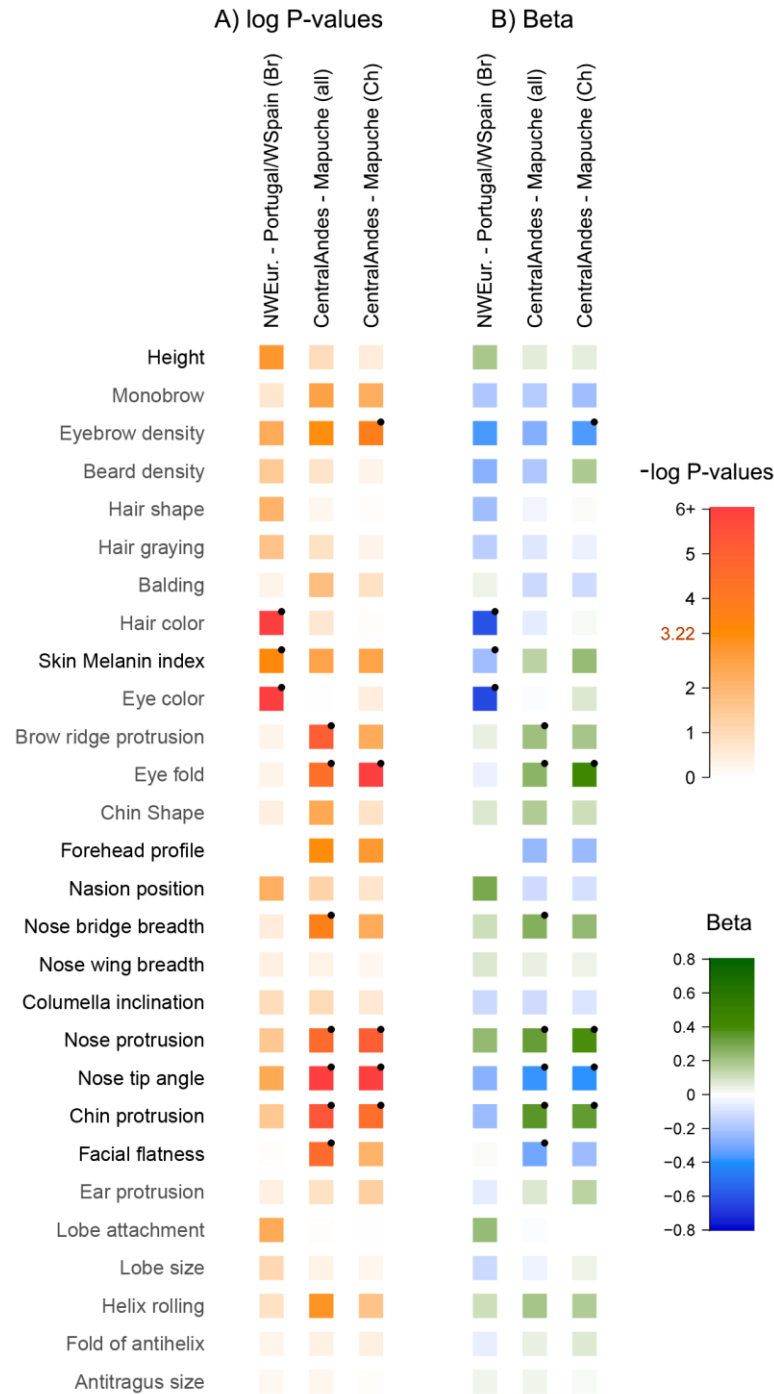 A) log P-values
B) Beta
NWEur. - Portugal/WSpain (Br)
CentralAndes - Mapuche (all)
CentralAndes - Mapuche (Ch)
NWEur. - Portugal/WSpain (Br)
CentralAndes - Mapuche (all)
CentralAndes - Mapuche (Ch)
Height
Monobrow
Eyebrow density
Beard density
Hair shape
Hair graying
Balding
Hair color
Skin Melanin index
Eye color
Brow ridge protrusion
Eye fold
Chin Shape
Forehead profile
Nasion position
Nose bridge breadth
Nose wing breadth
Columella inclination
Nose protrusion
Nose tip angle
Chin protrusion
Facial flatness
Ear protrusion
Lobe attachment
Lobe size
Helix rolling
Fold of antihelix
Antitragus size
-log P-values
6+
5
4
3.22
2
1
0
Beta
0.8
0.6
0.4
0.2
0
−0.2
−0.4
−0.6
−0.8